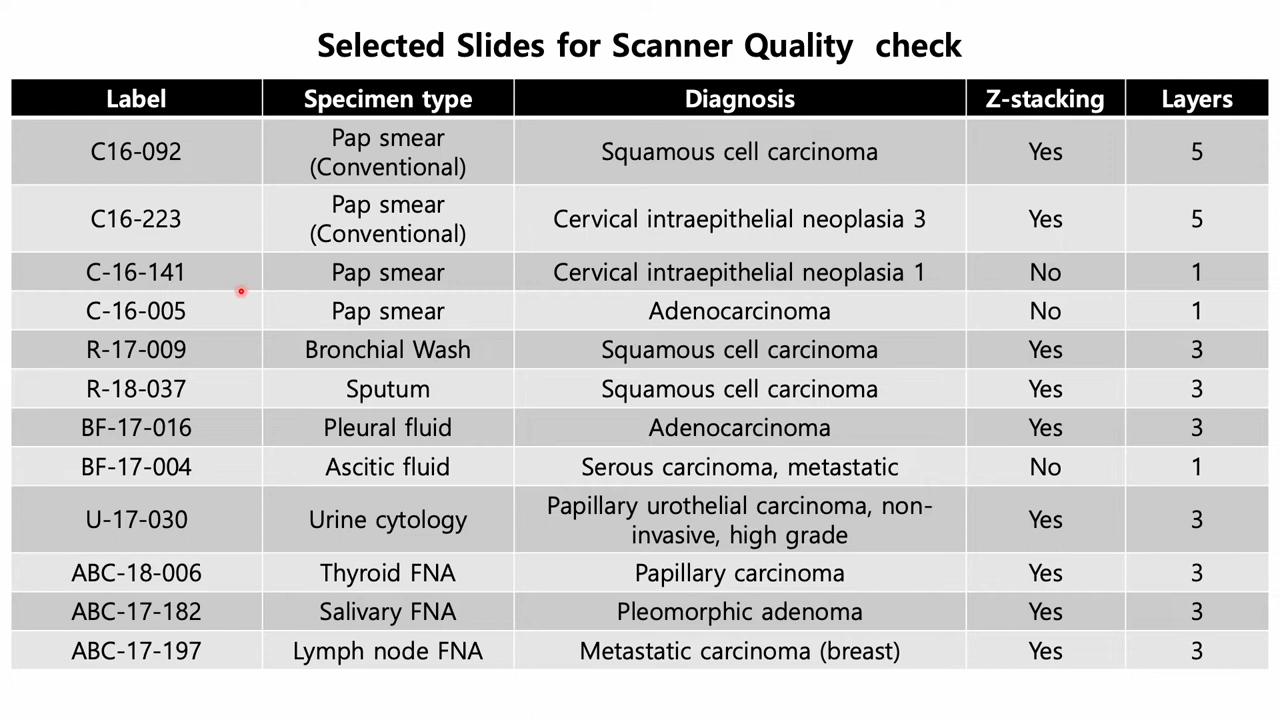 Selected Slides for Scanner Quality check
Label Specimen type Diagnosis Z-stacking Layers
C16-092 Pap smear (Conventional) Squamous cell carcinoma Yes 5
C16-223 Pap smear (Conventional) Cervical intraepithelial neoplasia 3 Yes 5
C-16-141 Pap smear Cervical intraepithelial neoplasia 1 No 1
C-16-005 Pap smear Adenocarcinoma No 1
R-17-009 Bronchial Wash Squamous cell carcinoma Yes 3
R-18-037 Sputum Squamous cell carcinoma Yes 3
BF-17-016 Pleural fluid Adenocarcinoma Yes 3
BF-17-004 Ascitic fluid Serous carcinoma, metastatic No 1
U-17-030 Urine cytology Papillary urothelial carcinoma, non-invasive, high grade Yes 3
ABC-18-006 Thyroid FNA Papillary carcinoma Yes 3
ABC-17-182 Salivary FNA Pleomorphic adenoma Yes 3
ABC-17-197 Lymph node FNA Metastatic carcinoma (breast) Yes 3